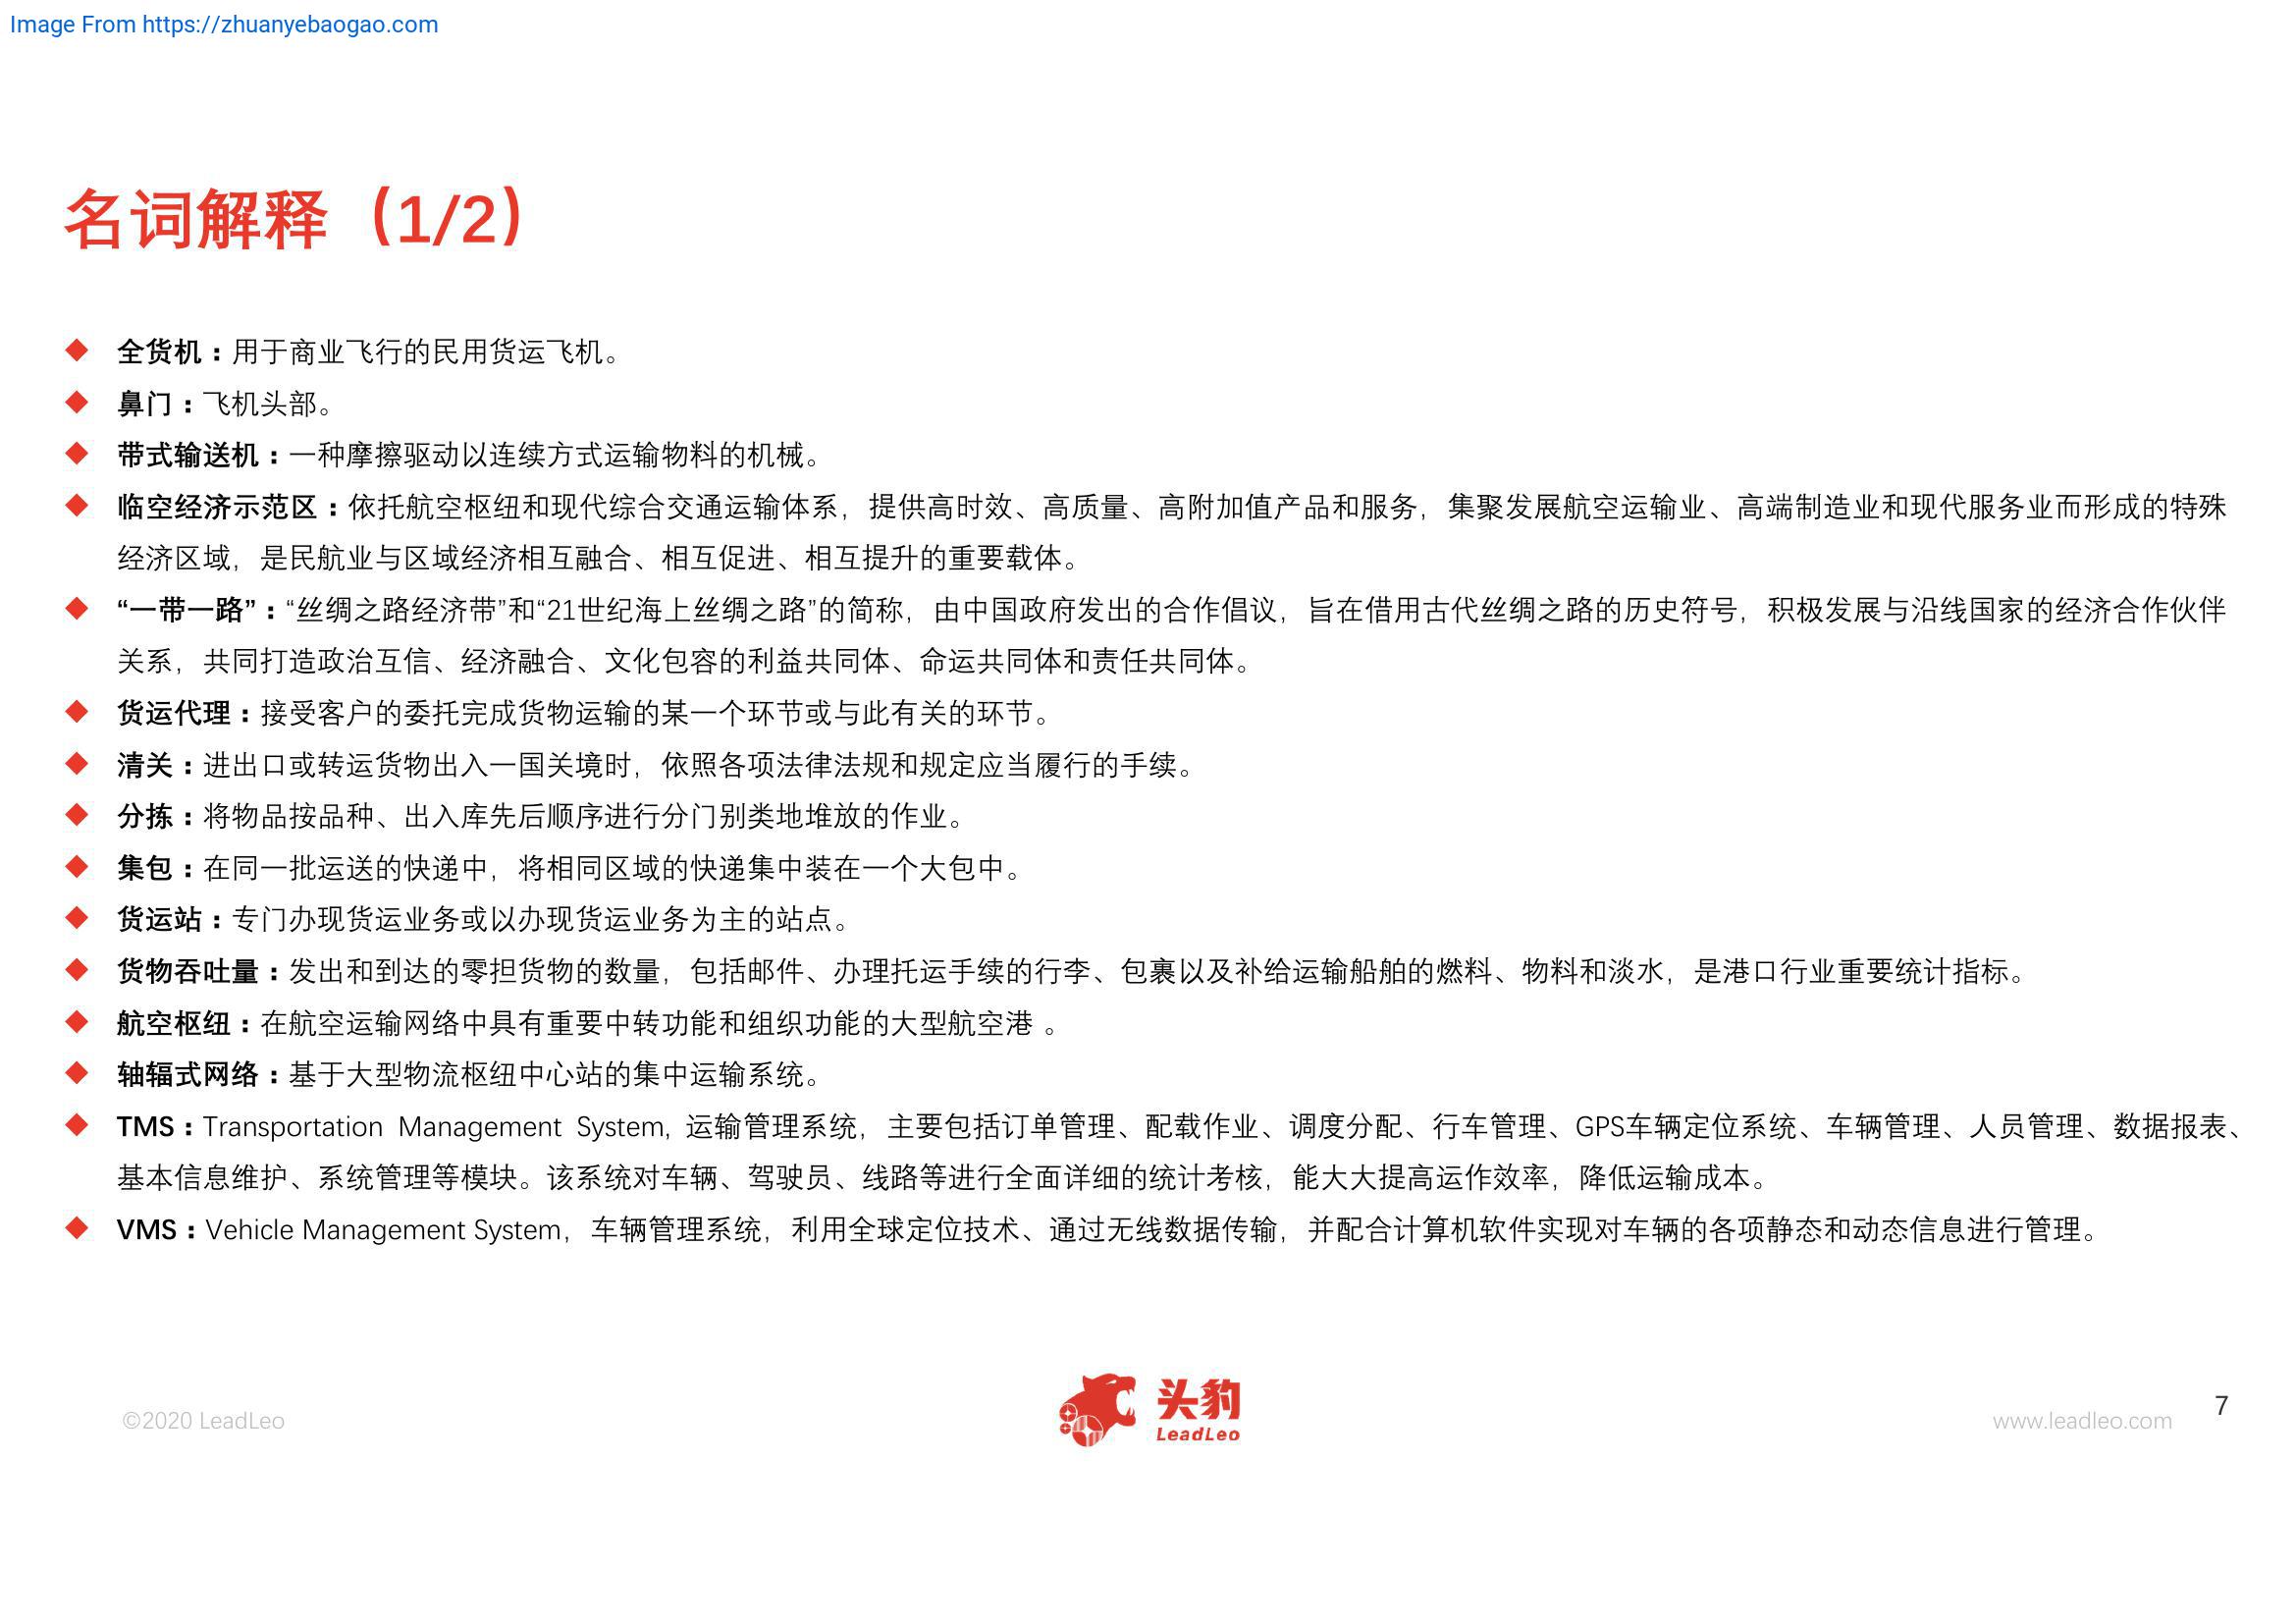 Image From https://zhuanyebaogao.com
名词解释（1/2）
◆ 全货机：用于商业飞行的民用货运飞机。
◆ 鼻门：飞机头部。
◆ 带式输送机：一种摩擦驱动以连续方式运输物料的机械。
◆ 临空经济示范区：依托航空枢纽和现代综合交通运输体系，提供高时效、高质量、高附加值产品和服务，集聚发展航空运输业、高端制造业和现代服务业而形成的特殊
经济区域，是民航业与区域经济相互融合、相互促进、相互提升的重要载体。
◆ “一带一路”：“丝绸之路经济带”和“21世纪海上丝绸之路”的简称，由中国政府发出的合作倡议，旨在借用古代丝绸之路的历史符号，积极发展与沿线国家的经济合作伙伴
关系，共同打造政治互信、经济融合、文化包容的利益共同体、命运共同体和责任共同体。
◆ 货运代理：接受客户的委托完成货物运输的某一个环节或与此有关的环节。
◆ 清关：进出口或转运货物出入一国关境时，依照各项法律法规和规定应当履行的手续。
◆ 分拣：将物品按品种、出入库先后顺序进行分门别类地堆放的作业。
◆ 集包：在同一批运送的快递中，将相同区域的快递集中装在一个大包中。
◆ 货运站：专门办现货运业务或以办现货运业务为主的站点。
◆ 货物吞吐量：发出和到达的零担货物的数量，包括邮件、办理托运手续的行李、包裹以及补给运输船舶的燃料、物料和淡水，是港口行业重要统计指标。
◆ 航空枢纽：在航空运输网络中具有重要中转功能和组织功能的大型航空港 。
◆ 轴辐式网络：基于大型物流枢纽中心站的集中运输系统。
◆ TMS：Transportation Management System, 运输管理系统，主要包括订单管理、配载作业、调度分配、行车管理、GPS车辆定位系统、车辆管理、人员管理、数据报表、
基本信息维护、系统管理等模块。该系统对车辆、驾驶员、线路等进行全面详细的统计考核，能大大提高运作效率，降低运输成本。
◆ VMS：Vehicle Management System，车辆管理系统，利用全球定位技术、通过无线数据传输，并配合计算机软件实现对车辆的各项静态和动态信息进行管理。
©2020 LeadLeo
头豹
LeadLeo
www.leadleo.com
7